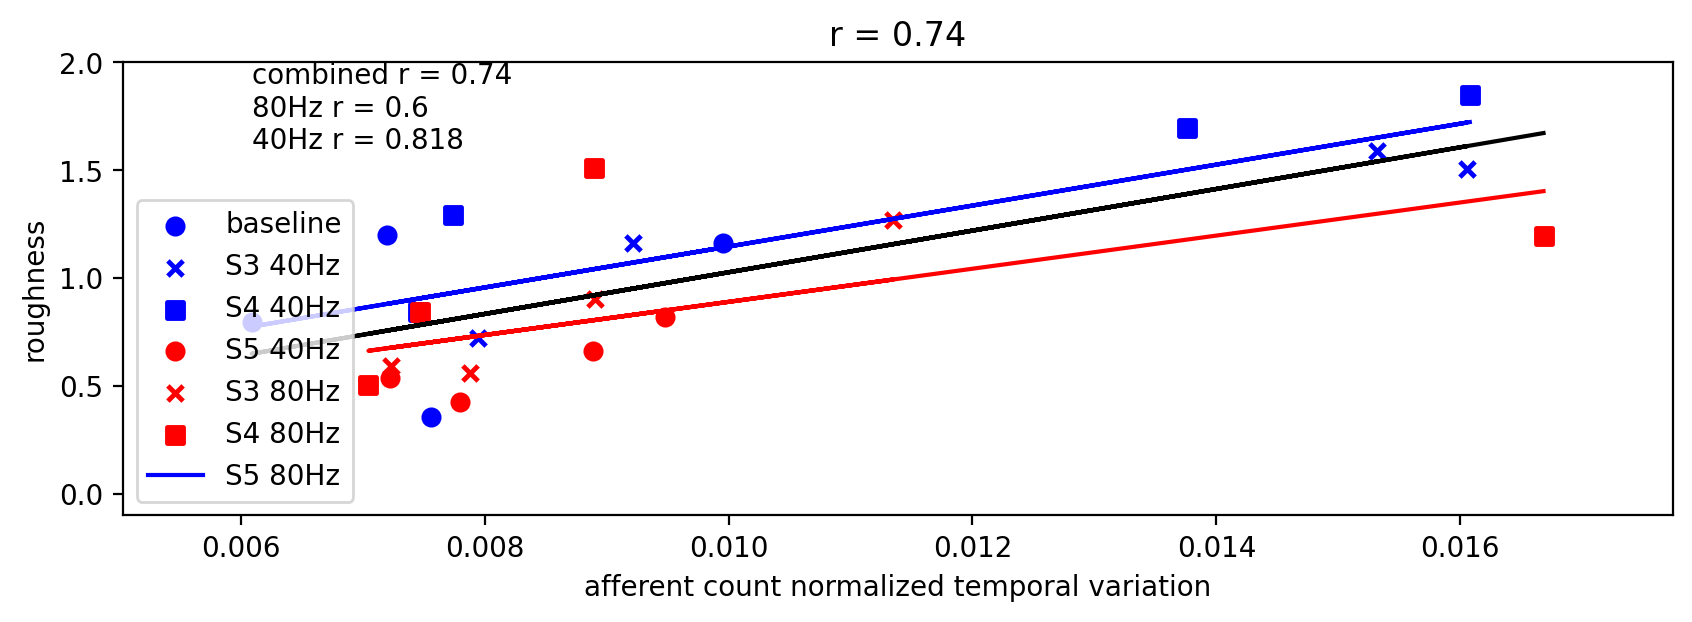 r = 0.74
combined r = 0.74
80Hz r = 0.6
40Hz r = 0.818
2.0
1.5
1.0
0.5
0.0
roughness
baseline
S3 40Hz
S4 40Hz
S5 40Hz
S3 80Hz
S4 80Hz
S5 80Hz
0.006 0.008 0.010 0.012 0.014 0.016
afferent count normalized temporal variation